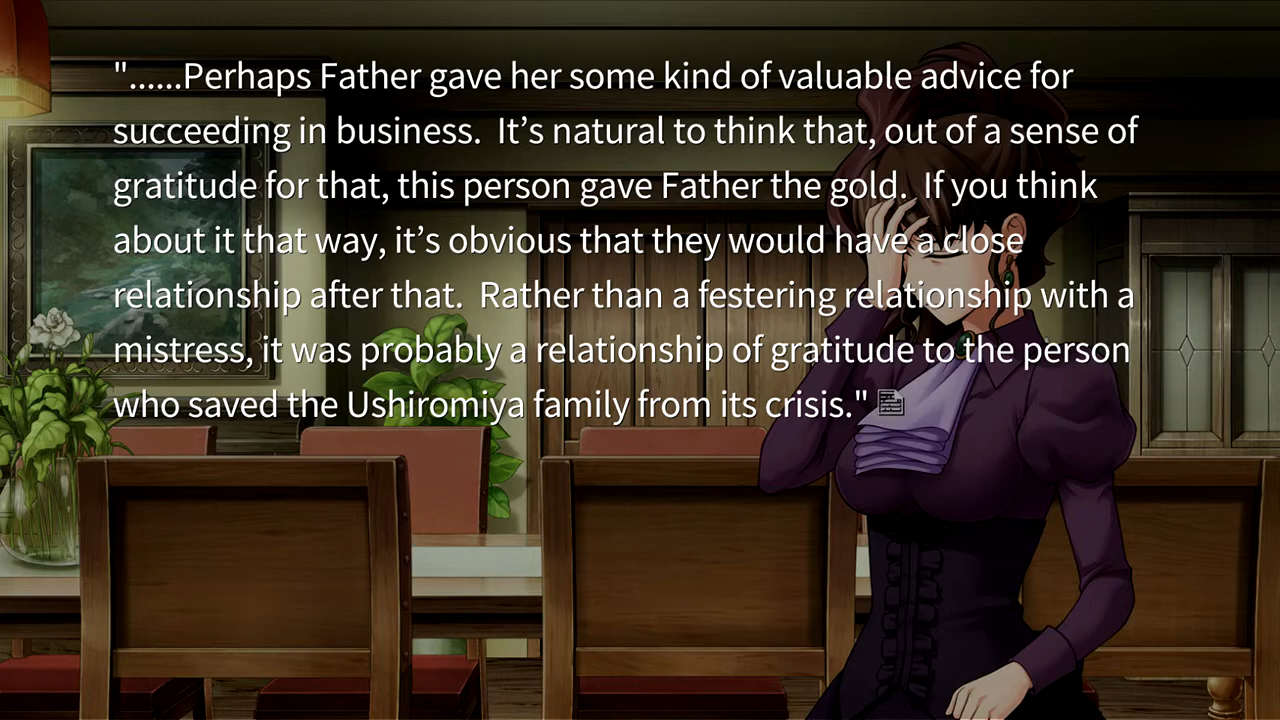 "......Perhaps Father gave her some kind of valuable advice for
succeeding in business.  It’s natural to think that, out of a sense of
gratitude for that, this person gave Father the gold.  If you think
about it that way, it’s obvious that they would have a close
relationship after that.  Rather than a festering relationship with a
mistress, it was probably a relationship of gratitude to the person
who saved the Ushiromiya family from its crisis."